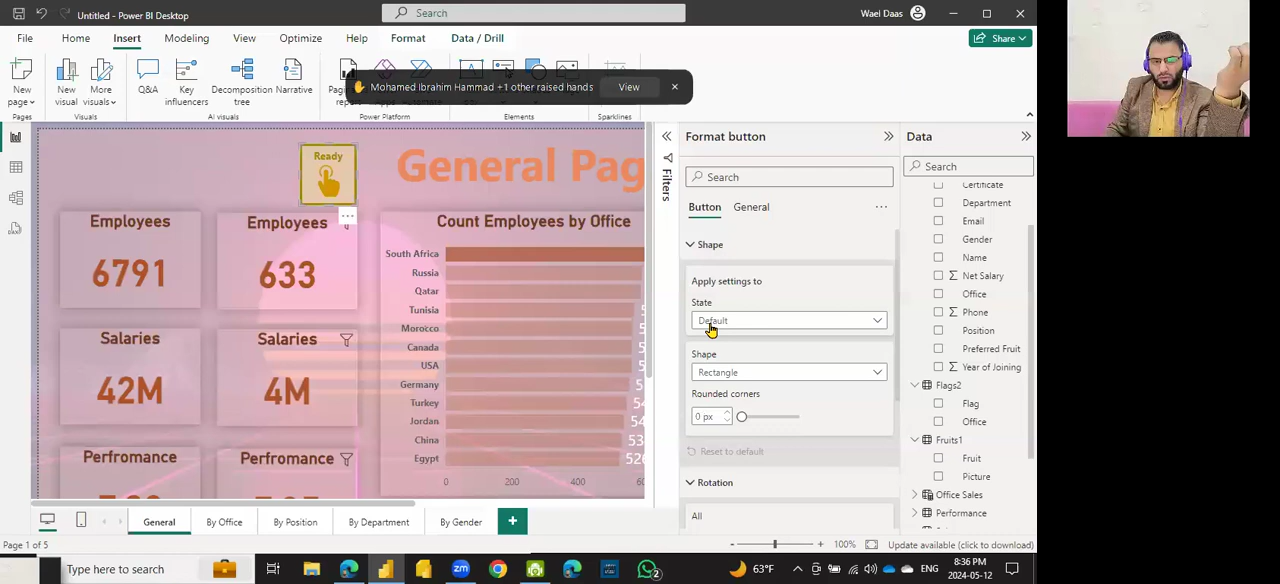 Untitled - Power BI Desktop
Search
Wael Daas
File
Home
Insert
Modeling
View
Optimize
Help
Format
Data / Drill
Share
New page
New visual
More visuals
Q&A
Key influencers
Decomposition tree
Narrative
Mohamed Ibrahim Hammad +1 other raised hands
View
Pages
Visuals
AI visuals
Power Platform
Elements
Sparklines
Ready
General Pag
Employees
6791
Employees
633
Salaries
42M
Salaries
4M
Perfromance
Perfromance
Count Employees by Office
South Africa
Russia
Qatar
Tunisia
Morocco
Canada
USA
Germany
Turkey
Jordan
China
Egypt
526
0
200
400
Filters
Format button
Search
Button
General
Shape
Apply settings to
State
Default
Shape
Rectangle
Rounded corners
0 px
Reset to default
Rotation
All
Data
Search
Certificate
Department
Email
Gender
Name
Net Salary
Office
Phone
Position
Preferred Fruit
Year of Joining
Flags2
Flag
Office
Fruits1
Fruit
Picture
Office Sales
Performance
General
By Office
By Position
By Department
By Gender
Page 1 of 5
100%
Update available (click to download)
Type here to search
2
63°F
ENG
8:36 PM
2024-05-12